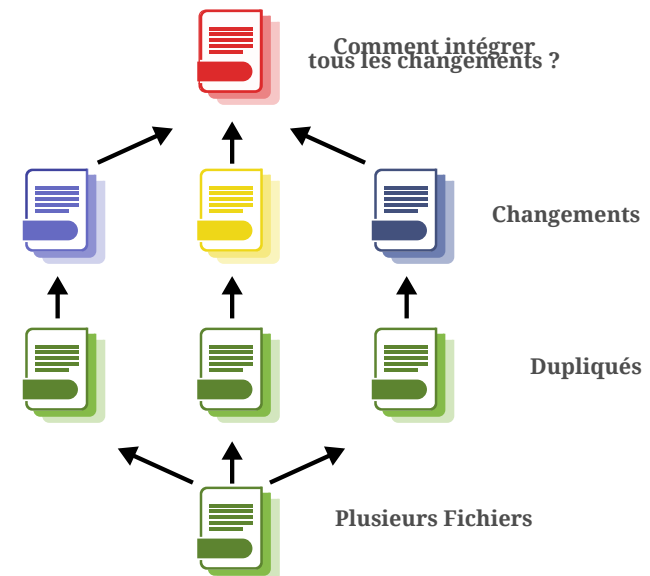 Comment intégrer
tous les changements ?
Changements
Dupliqués
Plusieurs Fichiers